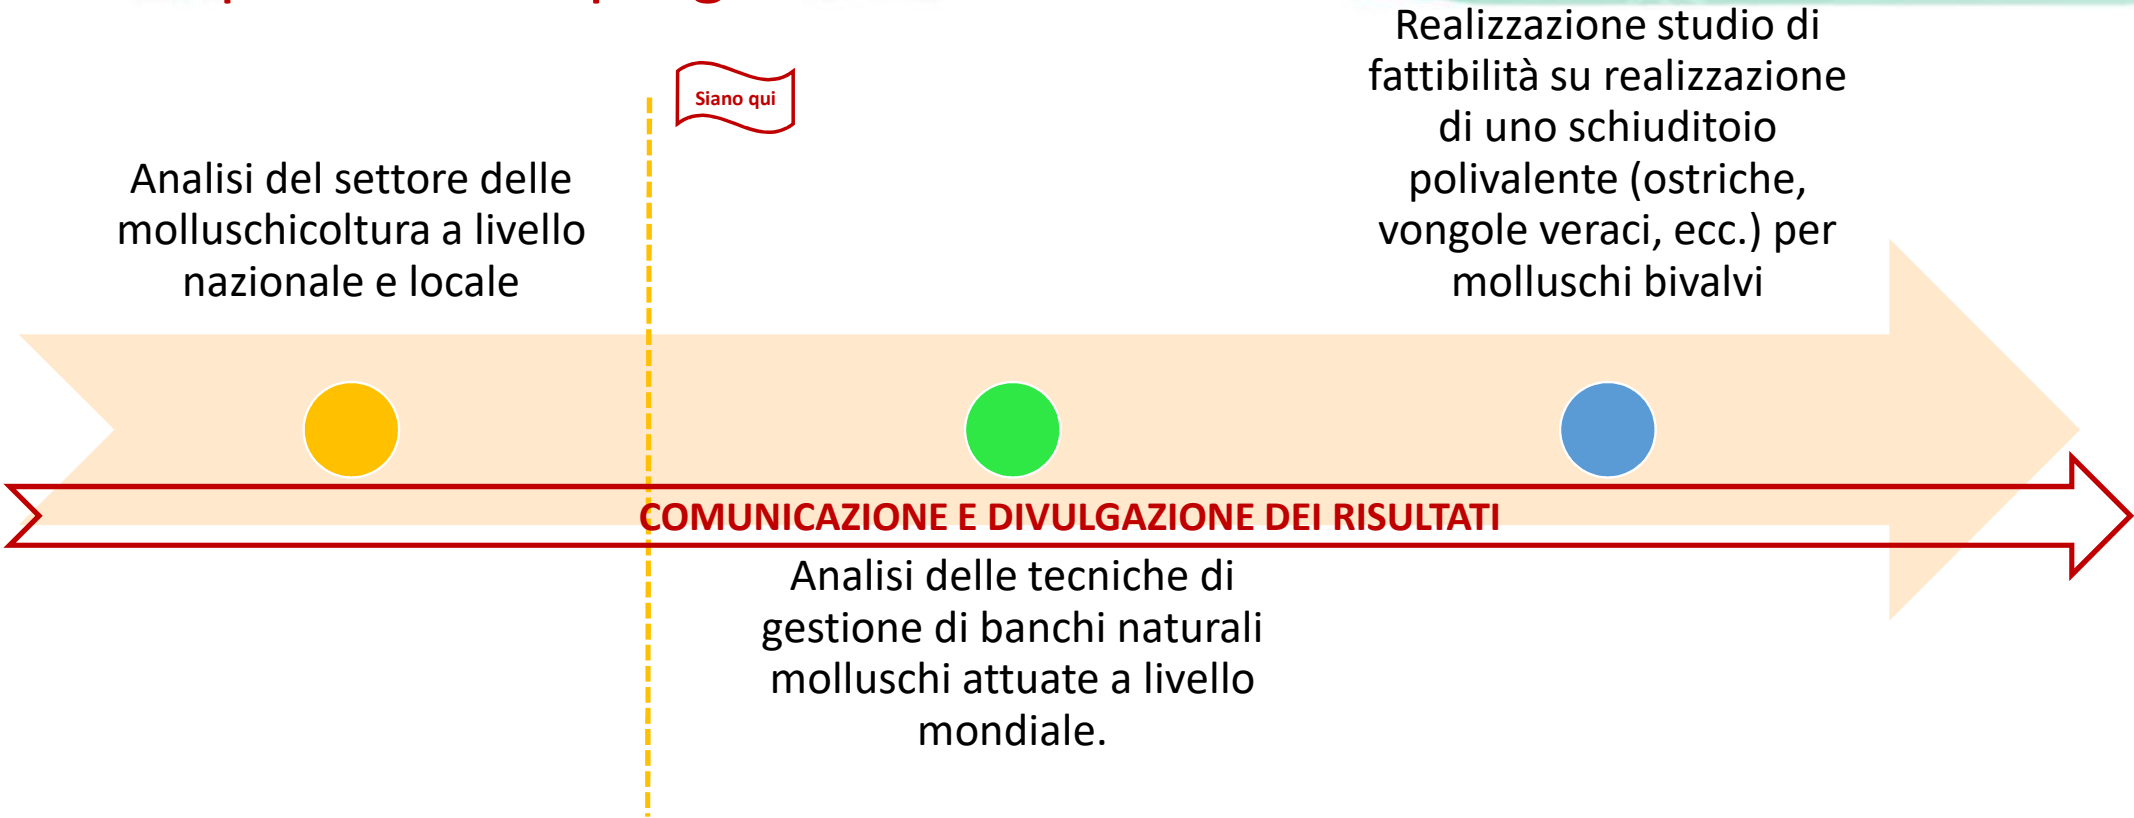 Siano qui
Analisi del settore delle
molluschicoltura a livello
nazionale e locale
Realizzazione studio di
fattibilità su realizzazione
di uno schiuditoio
polivalente (ostriche,
vongole veraci, ecc.) per
molluschi bivalvi
COMUNICAZIONE E DIVULGAZIONE DEI RISULTATI
Analisi delle tecniche di
gestione di banchi naturali
molluschi attuate a livello
mondiale.